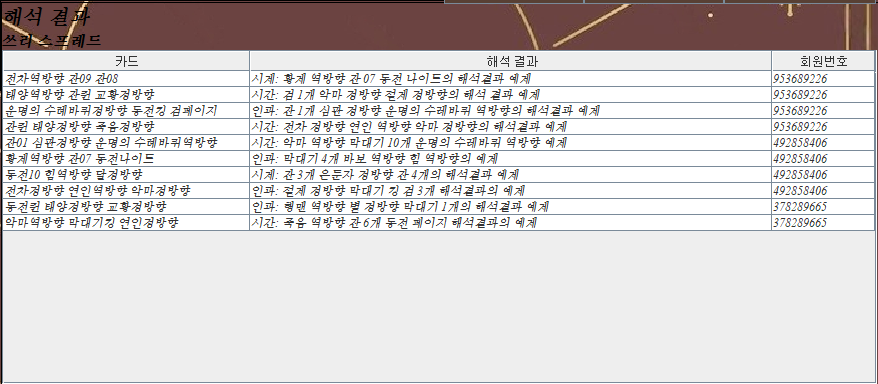 해석 결과
쓰리 스프레드
카드 해석 결과 회원번호
전차역방향 잔09 잔08 시계: 황제 역방향 잔 07 동전 나이트의 해석결과 예제 953689226
태양역방향 잔퀸 교황정방향 시간: 검 1개 악마 정방향 절제 정방향의 해석 결과 예제 953689226
운명의 수레바퀴정방향 동전킹 검페이지 인과: 잔 1개 심판 정방향 운명의 수레바퀴 역방향의 해석결과 예제 953689226
잔퀸 태양정방향 죽음정방향 시간: 전차 정방향 연인 역방향 악마 정방향의 해석결과 예제 953689226
잔01 심판정방향 운명의 수레바퀴역방향 시간: 악마 역방향 막대기 10개 운명의 수레바퀴 역방향 예제 492858406
황제역방향 잔07 동전나이트 인과: 막대기 4개 바보 역방향 힘 역방향의 예제 492858406
동전10 힘역방향 달정방향 시계: 잔 3개 은둔자 정방향 잔 4개의 해석결과 예제 492858406
전차정방향 연인역방향 악마정방향 인과: 절제 정방향 막대기 킹 검 3개 해석결과의 예제 492858406
동전퀸 태양정방향 교황정방향 인과: 행맨 역방향 별 정방향 막대기 1개의 해석결과 예제 378289665
악마역방향 막대기킹 연인정방향 시간: 죽음 역방향 잔 6개 동전 페이지 해석결과의 예제 378289665